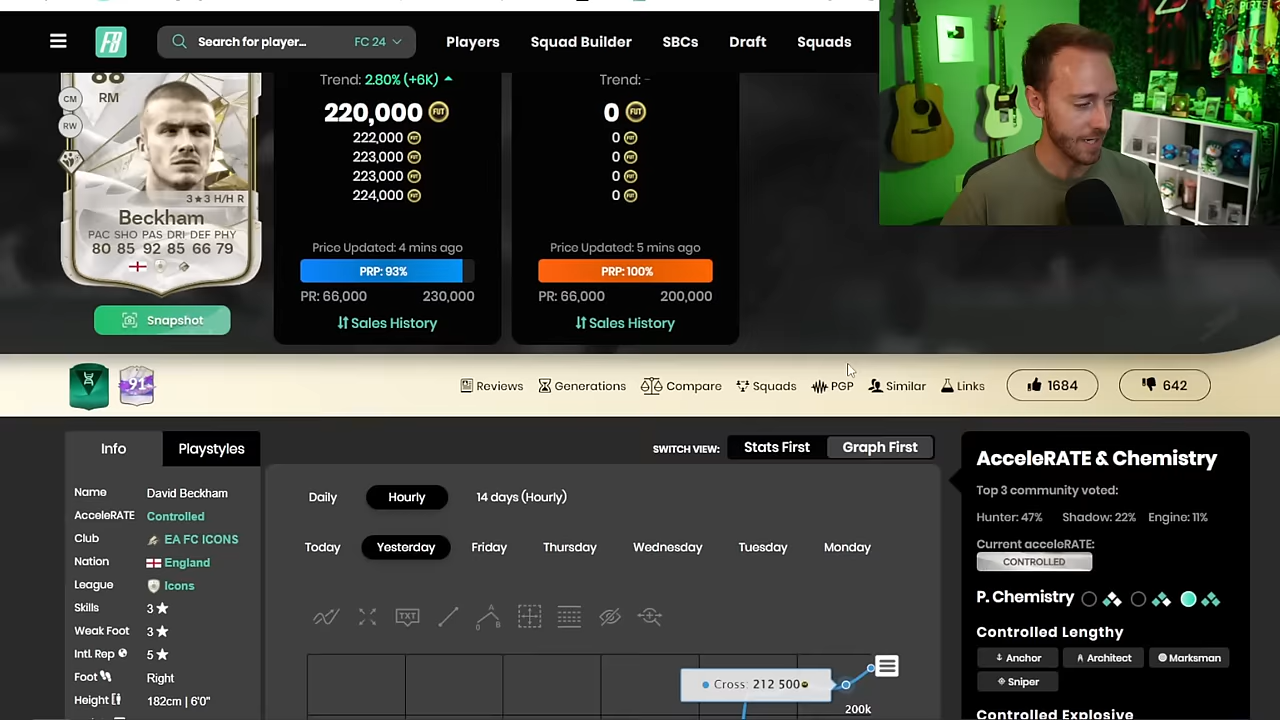 FB
Search for player...
FC 24
Players
Squad Builder
SBCs
Draft
Squads
88
RM
CM
RW
3★3 H/H R
Beckham
PAC SHO PAS DRI DEF PHY
80 85 92 85 66 79
Snapshot
Trend: 2.80% (+6K)
220,000
222,000
223,000
223,000
224,000
Price Updated: 4 mins ago
PRP: 93%
PR: 66,000
230,000
Sales History
Trend: -
0
0
0
0
0
Price Updated: 5 mins ago
PRP: 100%
PR: 66,000
200,000
Sales History
91
Reviews
Generations
Compare
Squads
PGP
Similar
Links
1684
642
Info
Playstyles
Name David Beckham
AcceleRATE Controlled
Club EA FC ICONS
Nation England
League Icons
Skills 3★
Weak Foot 3★
Intl. Rep 5★
Foot Right
Height 182cm | 6'0"
SWITCH VIEW:
Stats First
Graph First
Daily
Hourly
14 days (Hourly)
Today
Yesterday
Friday
Thursday
Wednesday
Tuesday
Monday
TXT
Cross: 212 500
200k
AcceleRATE & Chemistry
Top 3 community voted:
Hunter: 47% Shadow: 22% Engine: 11%
Current acceleRATE:
CONTROLLED
P. Chemistry
Controlled Lengthy
Anchor
Architect
Marksman
Sniper
Controlled Explosive